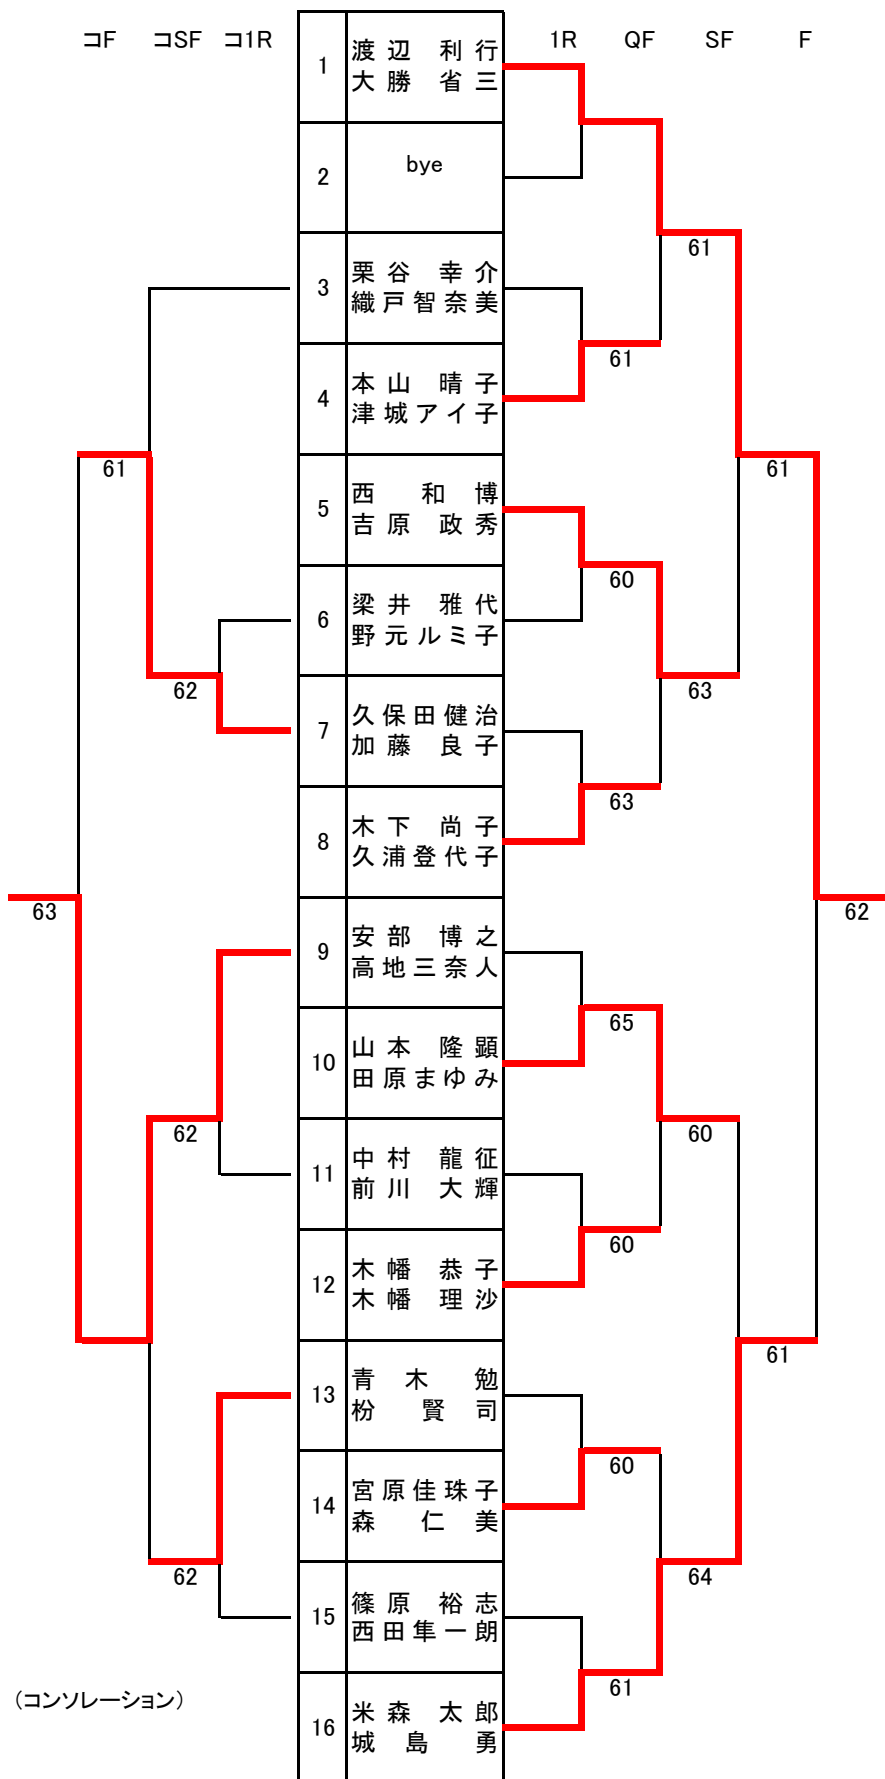 コF コSF コ1R 1R QF SF F
1 渡辺 利行
大勝 省三
2 bye
61
3 栗谷 幸介
織戸智奈美
61
4 本山 晴子
津城アイ子
61 61
5 西 和博
吉原 政秀
60
6 梁井 雅代
野元ルミ子
62 63
7 久保田健治
加藤 良子
63
8 木下 尚子
久浦登代子
63 62
9 安部 博之
高地三奈人
65
10 山本 隆顕
田原まゆみ
62 60
11 中村 龍征
前川 大輝
60
12 木幡 恭子
木幡 理沙
61
13 青木 勉
枌 賢司
60
14 宮原佳珠子
森 仁美
62 64
15 篠原 裕志
西田隼一朗
61
(コンソレーション)
16 米森 太郎
城島 勇